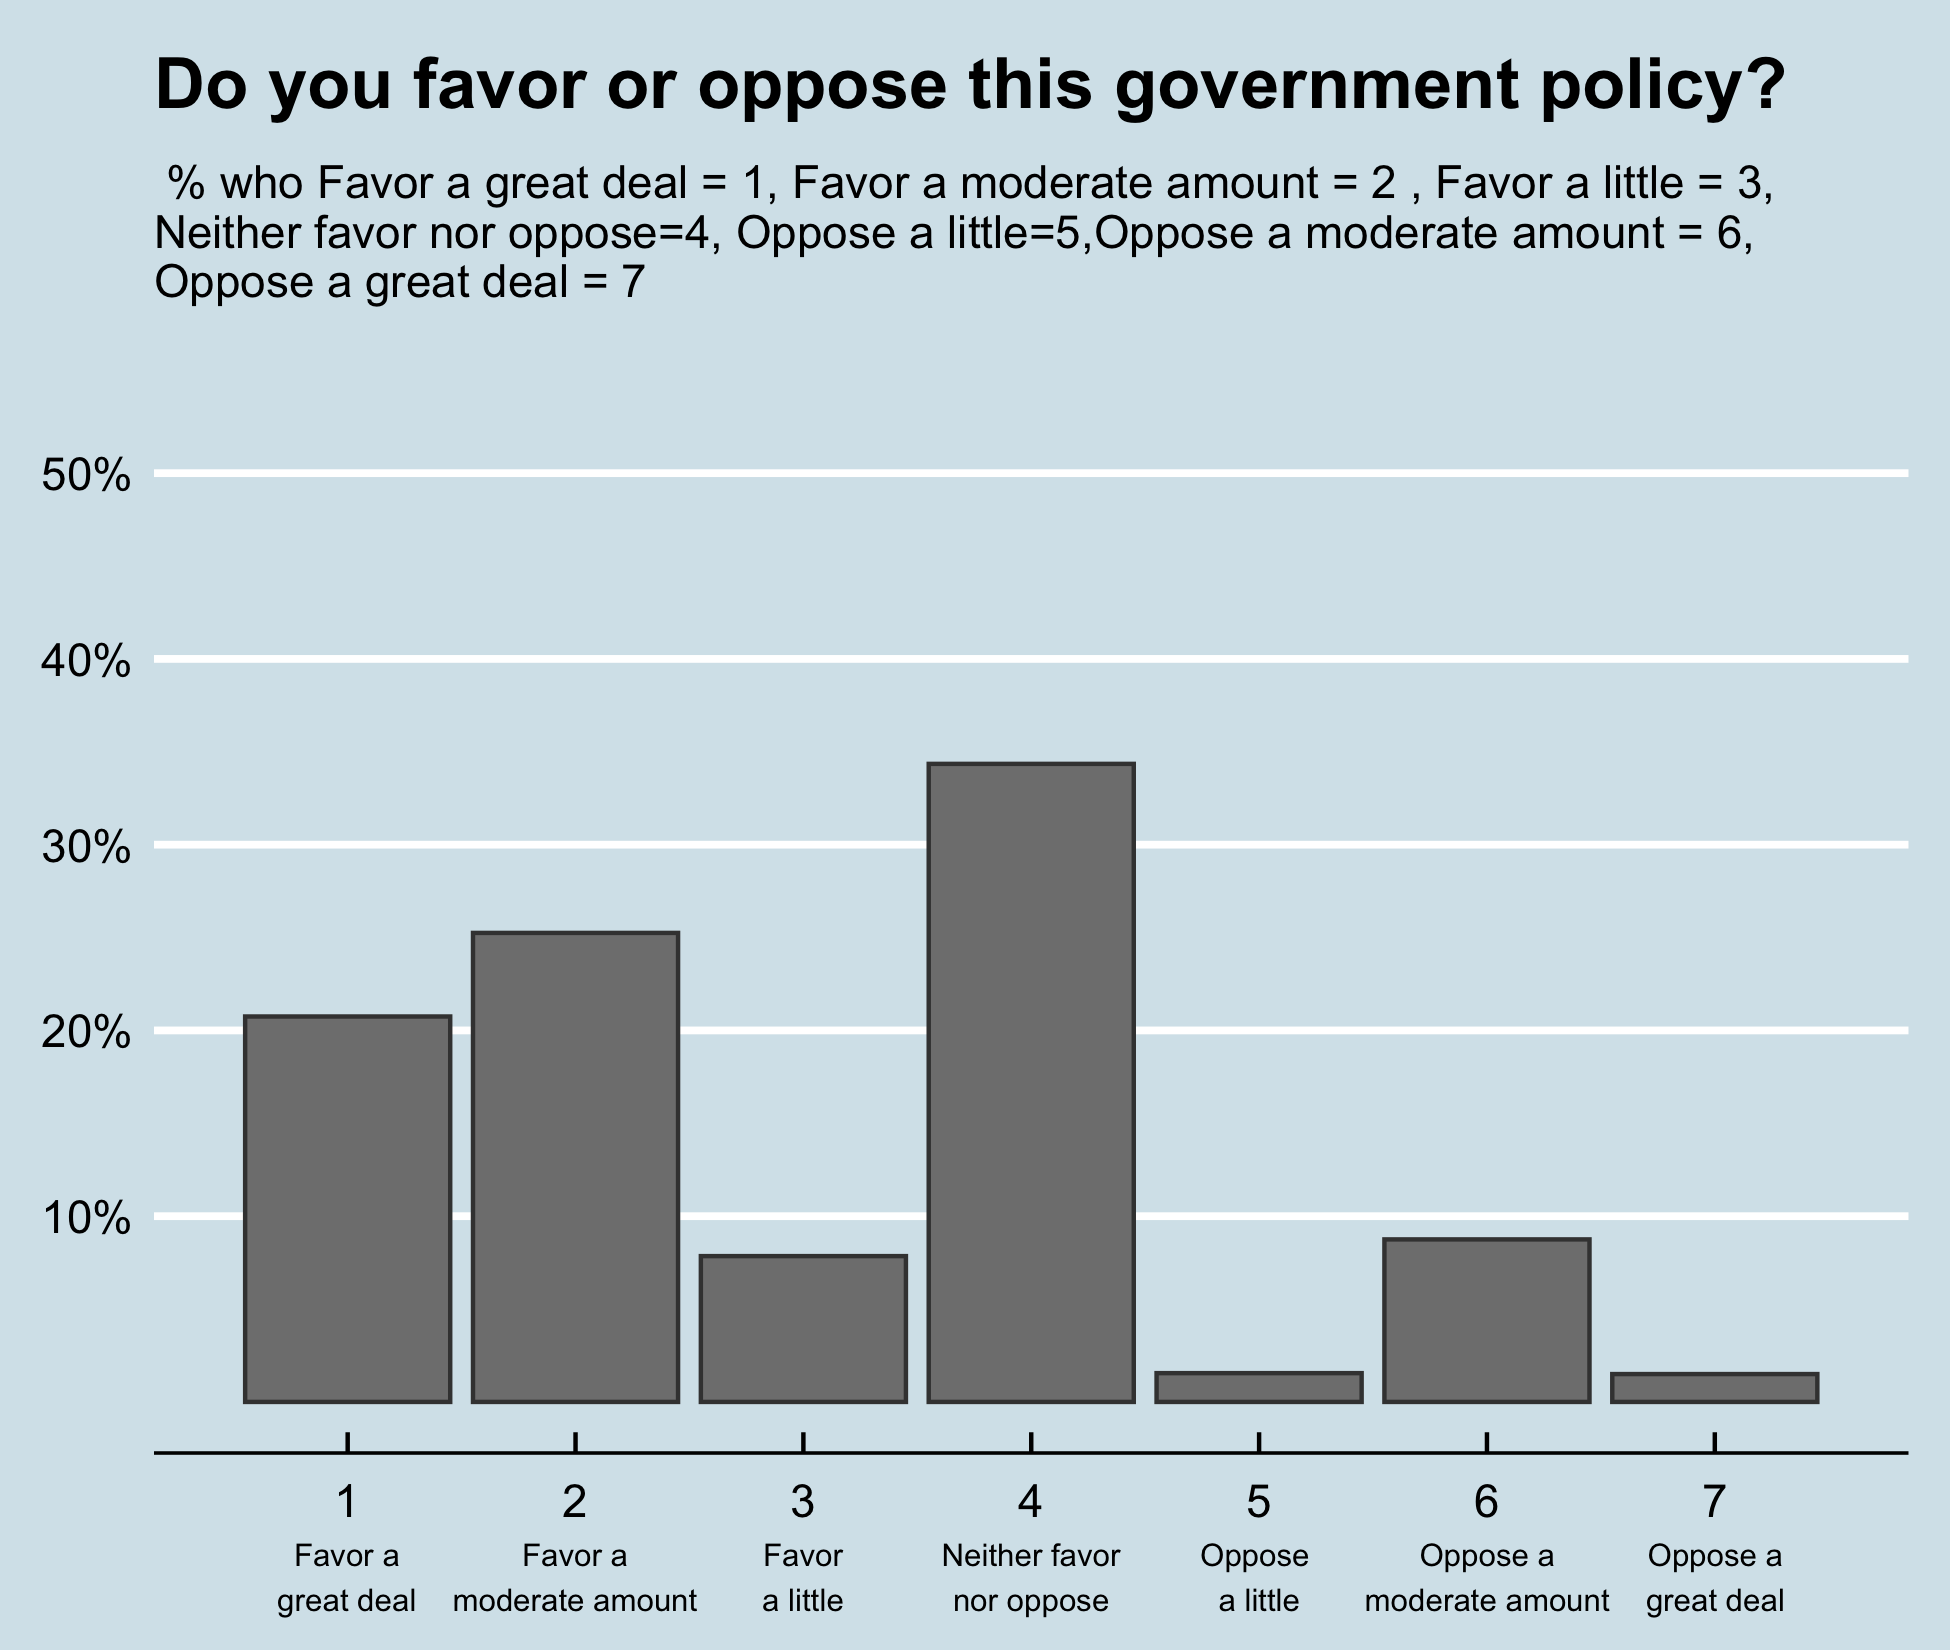 Do you favor or oppose this government policy?
% who Favor a great deal = 1, Favor a moderate amount = 2 , Favor a little = 3,
Neither favor nor oppose=4, Oppose a little=5,Oppose a moderate amount = 6,
Oppose a great deal = 7
50%
40%
30%
20%
10%
1 2 3 4 5 6 7
Favor a Favor a Favor Neither favor Oppose Oppose a Oppose a
great deal moderate amount a little nor oppose a little moderate amount great deal